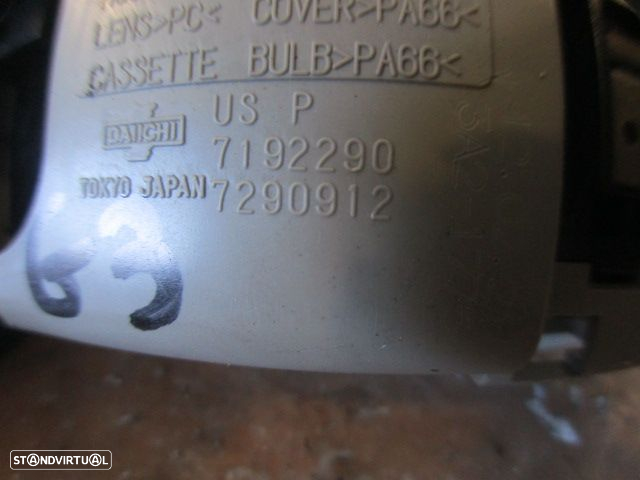 LENS>PC< COVER>PA66<
CASSETTE BULB>PA66<
DAIICHI
US P
7192290
TOKYO JAPAN 7290912
63
STANDVIRTUAL